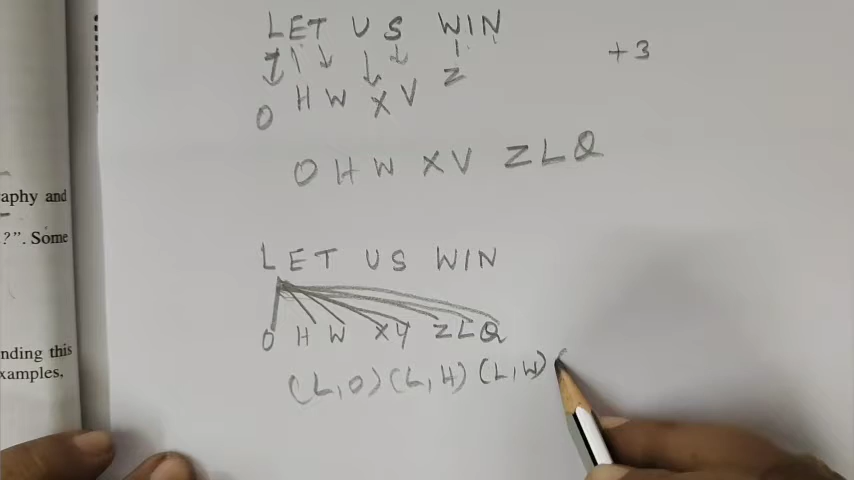 LET US WIN
+3
Z
O H W X V
O H W X V Z L Q
LET US WIN
O H W X Y Z L Q
(L,O) (L,H) (L,W) (
aphy and
?". Some
nding this
xamples,